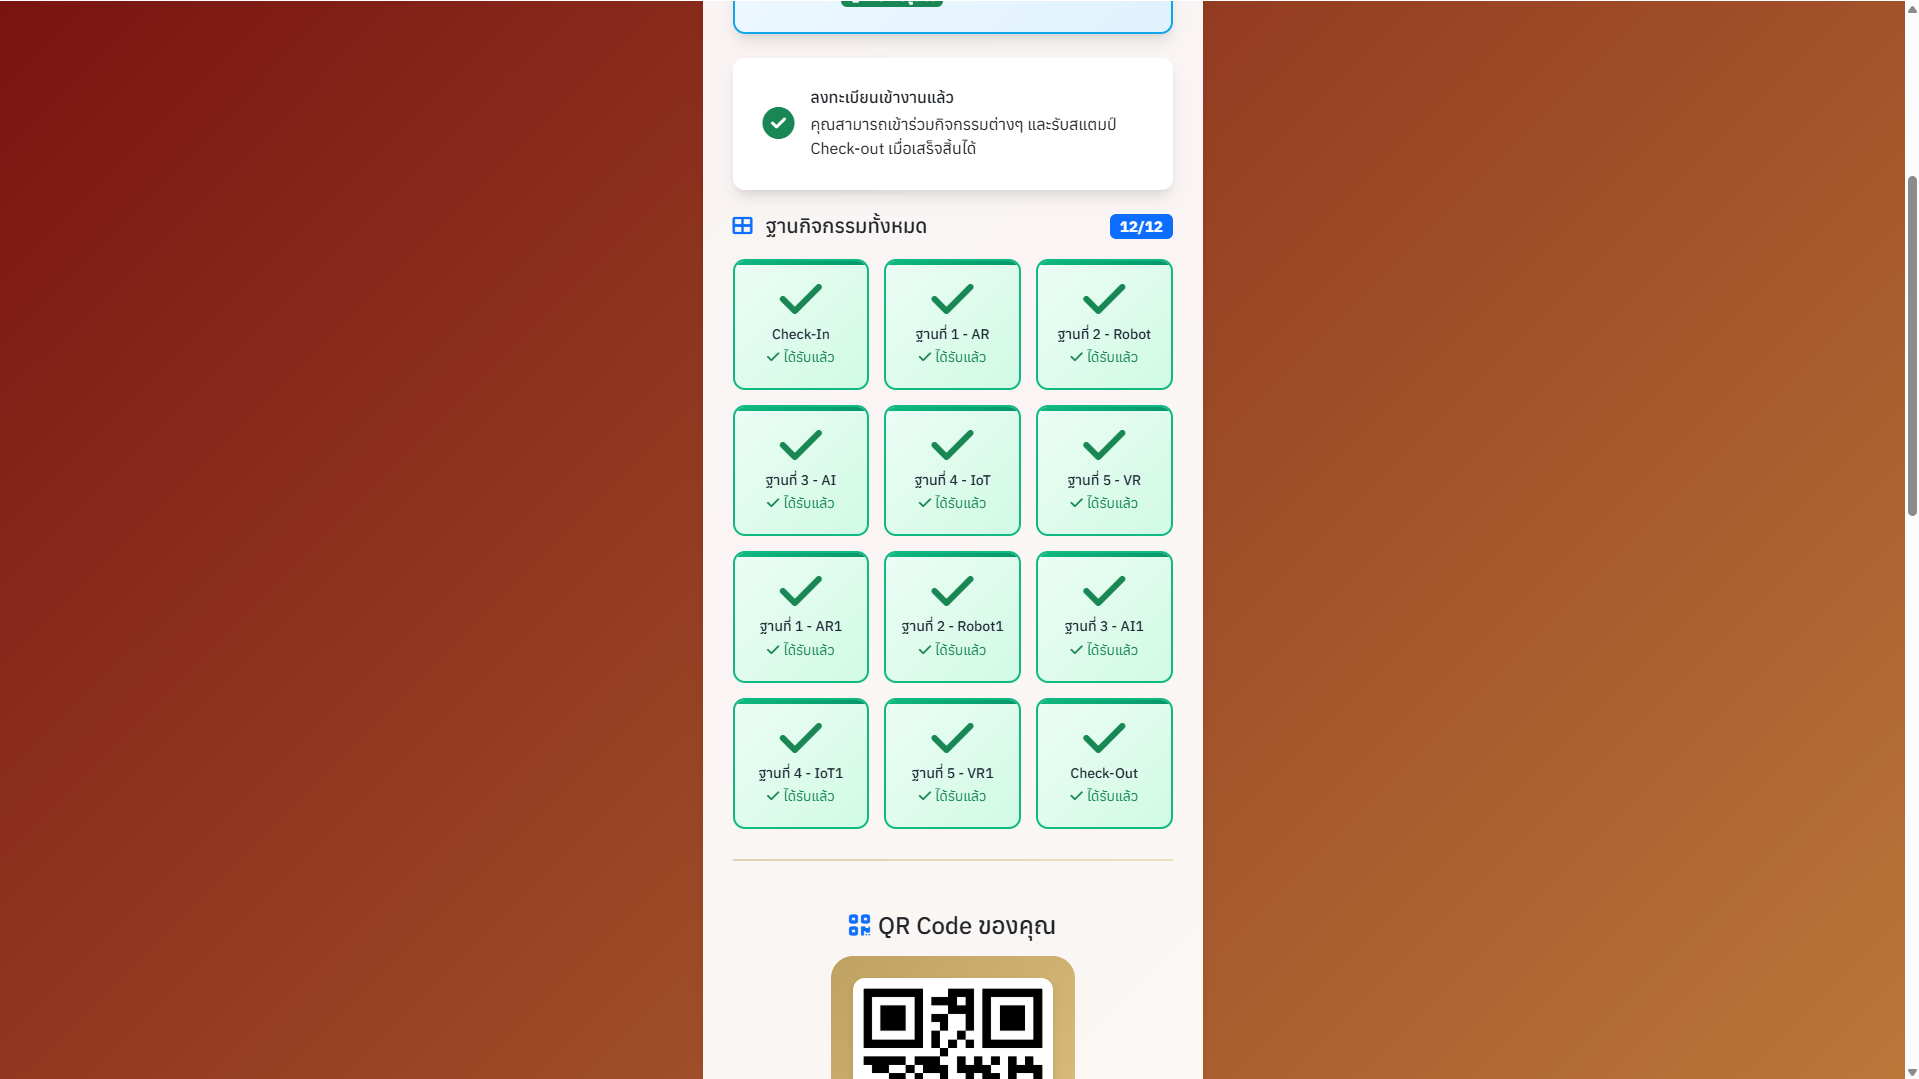 ลงทะเบียนเข้างานแล้ว
คุณสามารถเข้าร่วมกิจกรรมต่างๆ และรับสแตมป์
Check-out เมื่อเสร็จสิ้นได้
ฐานกิจกรรมทั้งหมด
12/12
Check-In
ได้รับแล้ว
ฐานที่ 1 - AR
ได้รับแล้ว
ฐานที่ 2 - Robot
ได้รับแล้ว
ฐานที่ 3 - AI
ได้รับแล้ว
ฐานที่ 4 - IoT
ได้รับแล้ว
ฐานที่ 5 - VR
ได้รับแล้ว
ฐานที่ 1 - AR1
ได้รับแล้ว
ฐานที่ 2 - Robot1
ได้รับแล้ว
ฐานที่ 3 - AI1
ได้รับแล้ว
ฐานที่ 4 - IoT1
ได้รับแล้ว
ฐานที่ 5 - VR1
ได้รับแล้ว
Check-Out
ได้รับแล้ว
QR Code ของคุณ